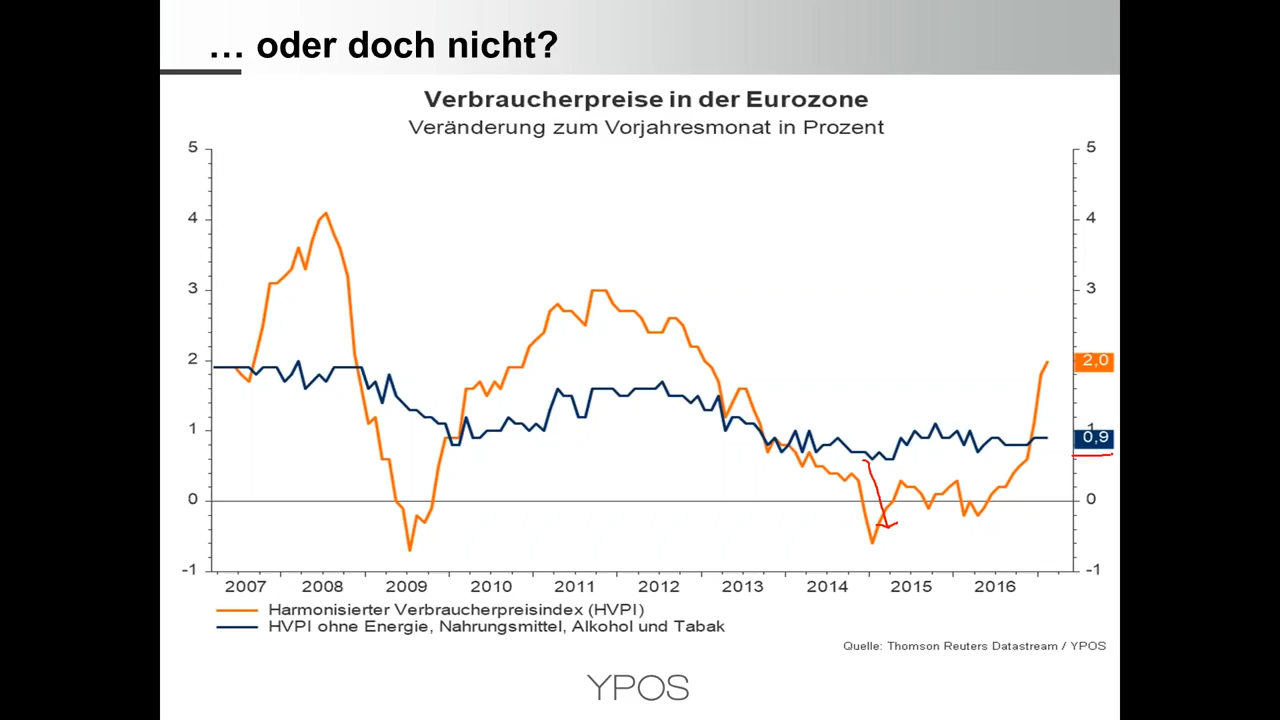 … oder doch nicht?
Verbraucherpreise in der Eurozone
Veränderung zum Vorjahresmonat in Prozent
5 5
4 4
3 3
2 2,0
1 1
0,9
0 0
-1 -1
2007 2008 2009 2010 2011 2012 2013 2014 2015 2016
Harmonisierter Verbraucherpreisindex (HVPI)
HVPI ohne Energie, Nahrungsmittel, Alkohol und Tabak
Quelle: Thomson Reuters Datastream / YPOS
YPOS